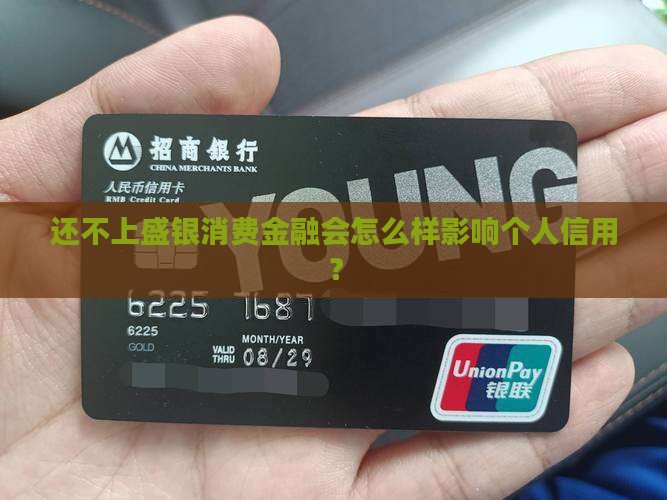 招商银行
CHINA MERCHANTS BANK
人民币信用卡
RMB Credit Card
YOUNG
还不上盛银消费金融会怎么样影响个人信用
?
6225 7687
6225
GOLD
VALID THRU
MONTH/YEAR
08/29
UnionPay
银联